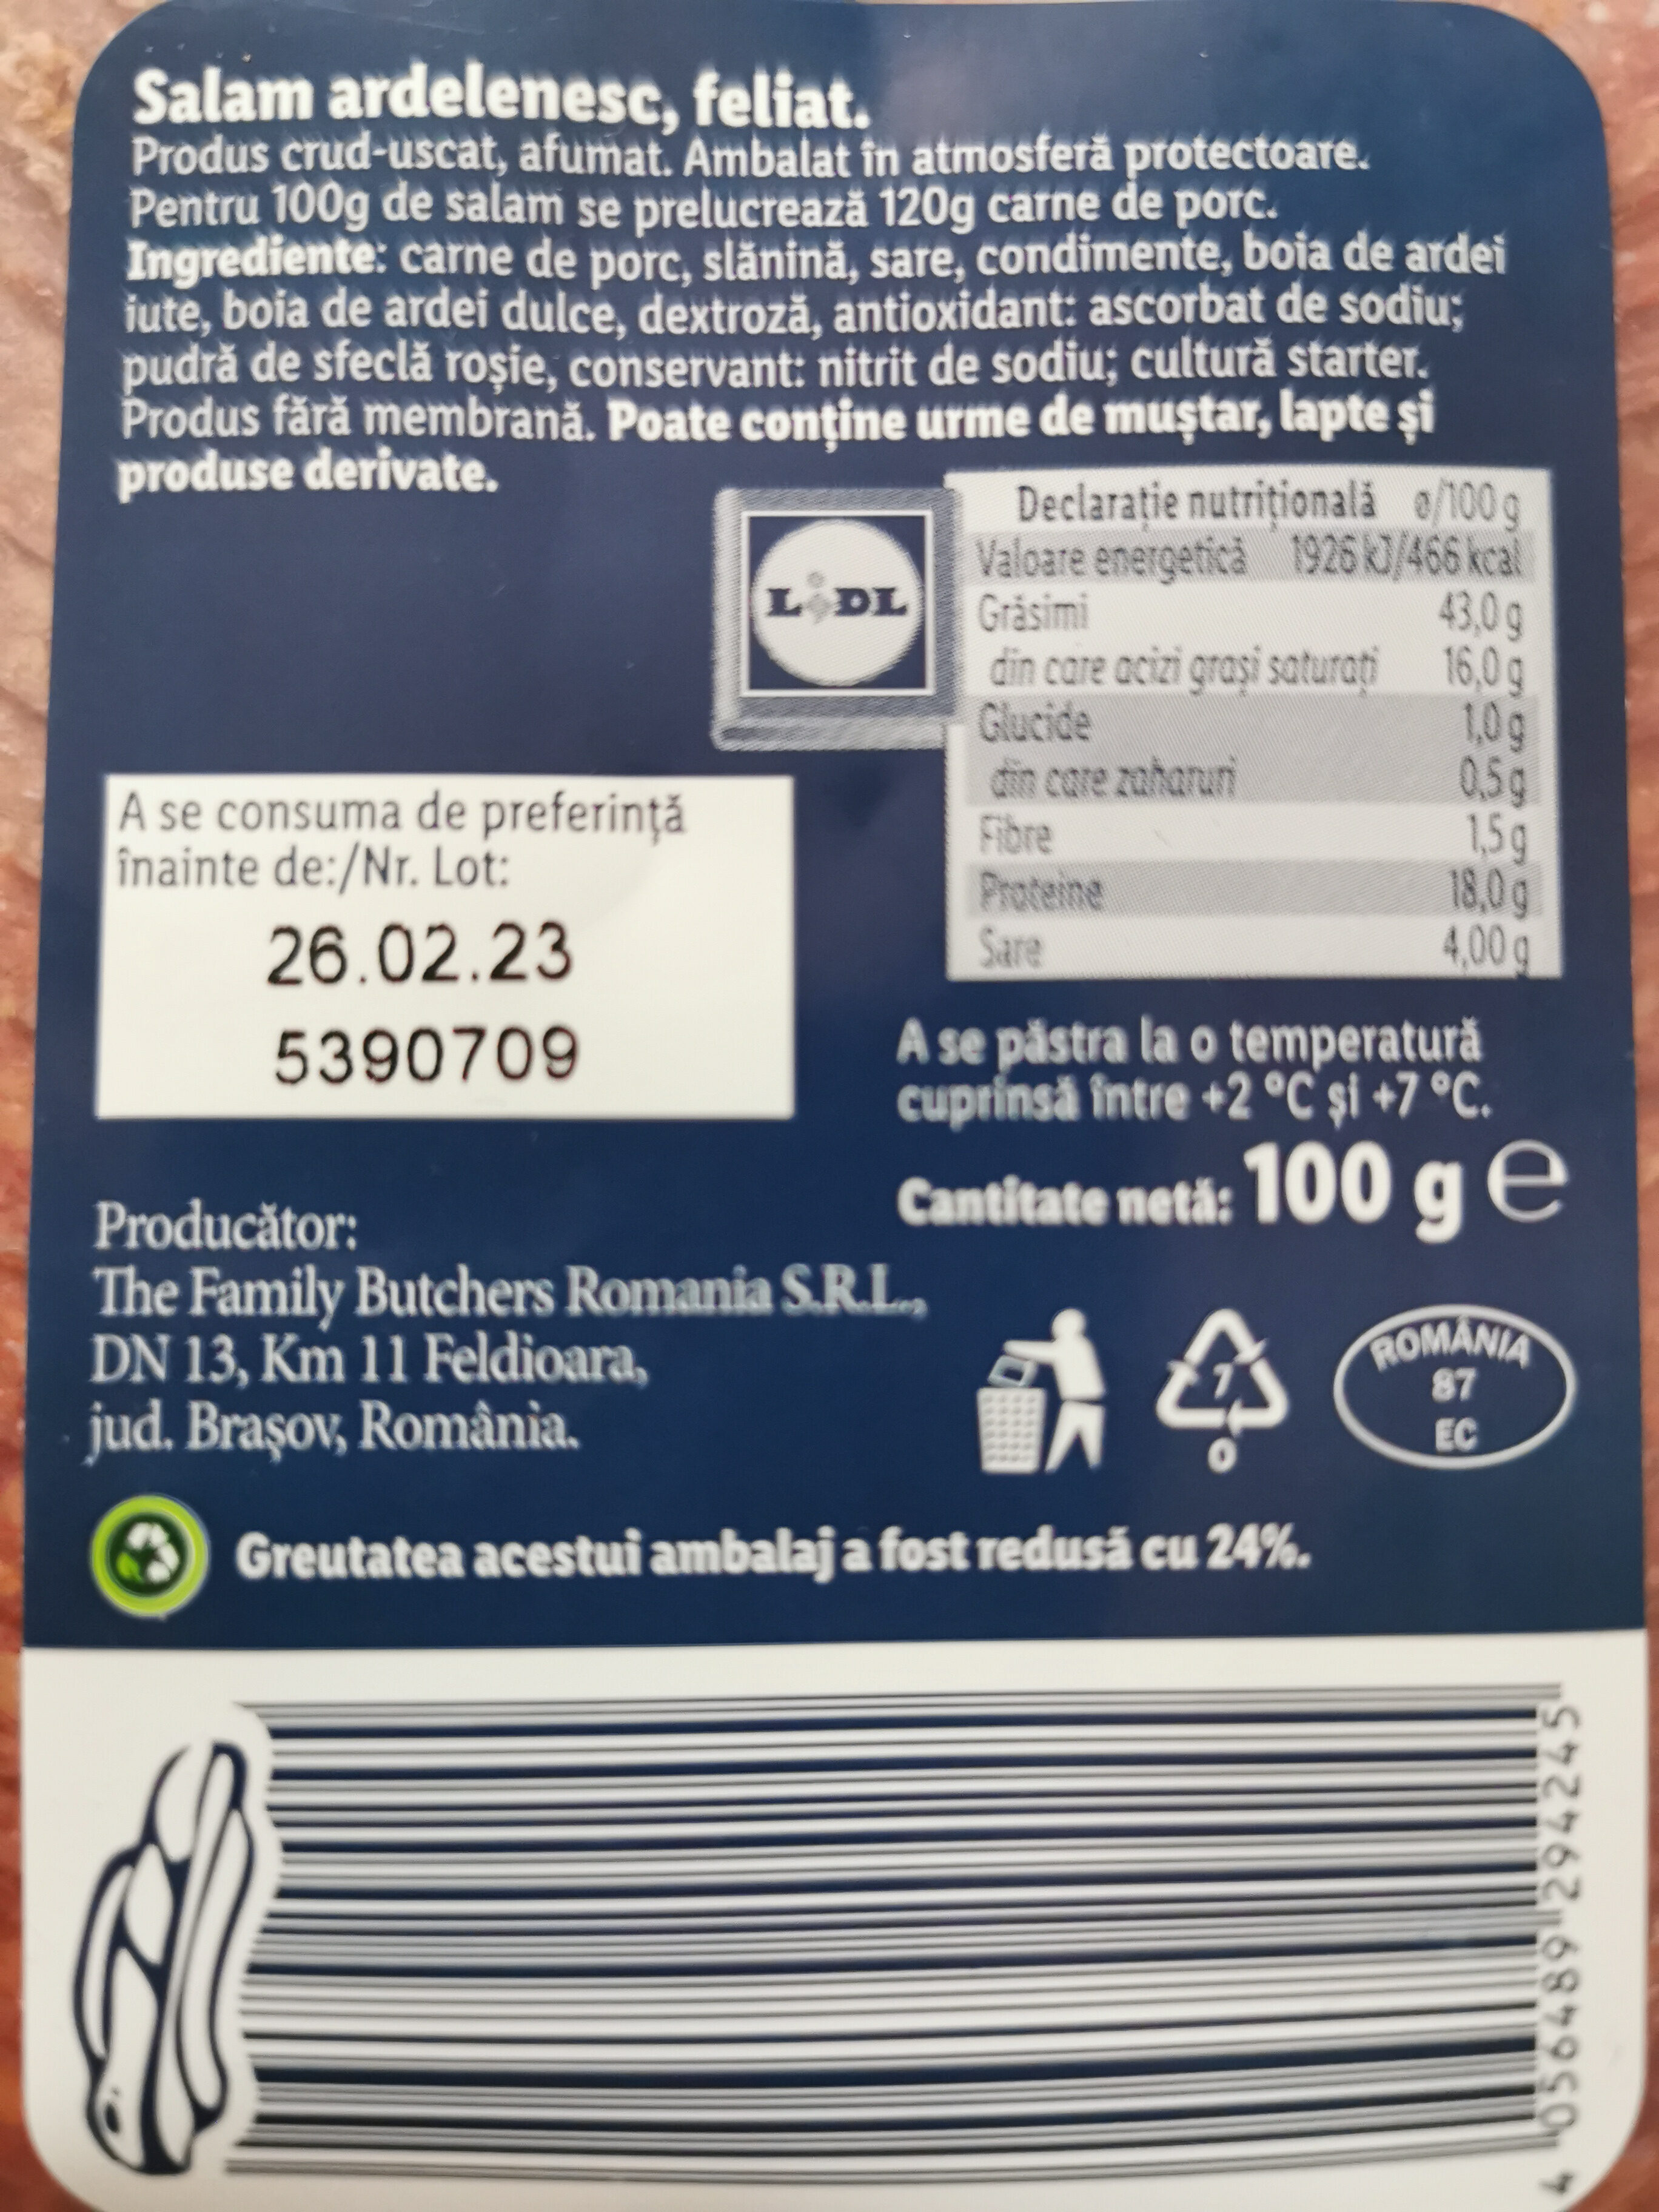 Salam ardelenesc, feliat.
Produs crud-uscat, afumat. Ambalat în atmosferă protectoare.
Pentru 100g de salam se prelucrează 120g carne de porc.
Ingrediente: carne de porc, slănină, sare, condimente, boia de ardei
iute, boia de ardei dulce, dextroză, antioxidant: ascorbat de sodiu;
pudră de sfeclă roșie, conservant: nitrit de sodiu; cultură starter.
Produs fără membrană. Poate conține urme de muștar, lapte și
produse derivate.
LIDL
Declarație nutrițională ø/100 g
Valoare energetică 1926 kJ/466 kcal
Grăsimi 43,0 g
din care acizi grași saturați 16,0 g
Glucide 1,0 g
din care zaharuri 0,5 g
Fibre 1,5 g
Proteine 18,0 g
Sare 4,00 g
A se consuma de preferință
înainte de:/Nr. Lot:
26.02.23
5390709
A se păstra la o temperatură
cuprinsă între +2 °C și +7 °C.
Cantitate netă: 100 g e
Producător:
The Family Butchers Romania S.R.L.,
DN 13, Km 11 Feldioara,
jud. Brașov, România.
7
O
ROMÂNIA
87
EC
Greutatea acestui ambalaj a fost redusă cu 24%.
4 056489 294245